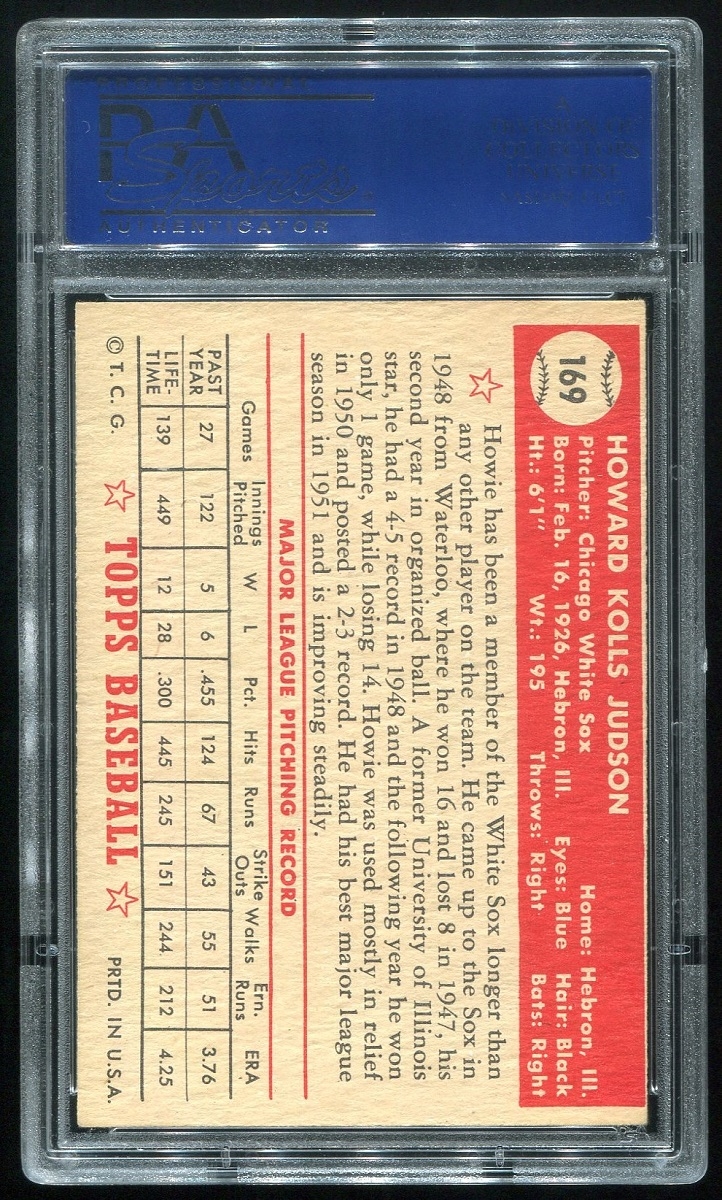 PROFESSIONAL
PSA
Sports
AUTHENTICATOR
A
DIVISION OF
COLLECTORS
UNIVERSE
169
HOWARD KOLLS JUDSON
Pitcher: Chicago White Sox Home: Hebron, Ill.
Born: Feb. 16, 1926, Hebron, Ill. Eyes: Blue Hair: Black
Ht.: 6'1" Wt.: 195 Throws: Right Bats: Right
Howie has been a member of the White Sox longer than
any other player on the team. He came up to the Sox in
1948 from Waterloo, where he won 16 and lost 8 in 1947, his
second year in organized ball. A former University of Illinois
star, he had a 4-5 record in 1948 and the following year he won
only 1 game, while losing 14. Howie was used mostly in relief
in 1950 and posted a 2-3 record. He had his best major league
season in 1951 and is improving steadily.
MAJOR LEAGUE PITCHING RECORD
Games Innings Pitched W L Pct. Hits Runs Strike Outs Walks Ern. Runs ERA
PAST YEAR 27 122 5 6 .455 124 67 43 55 51 3.76
LIFE-TIME 139 449 12 28 .300 445 245 151 244 212 4.25
© T. C. G. TOPPS BASEBALL PRTD. IN U.S.A.